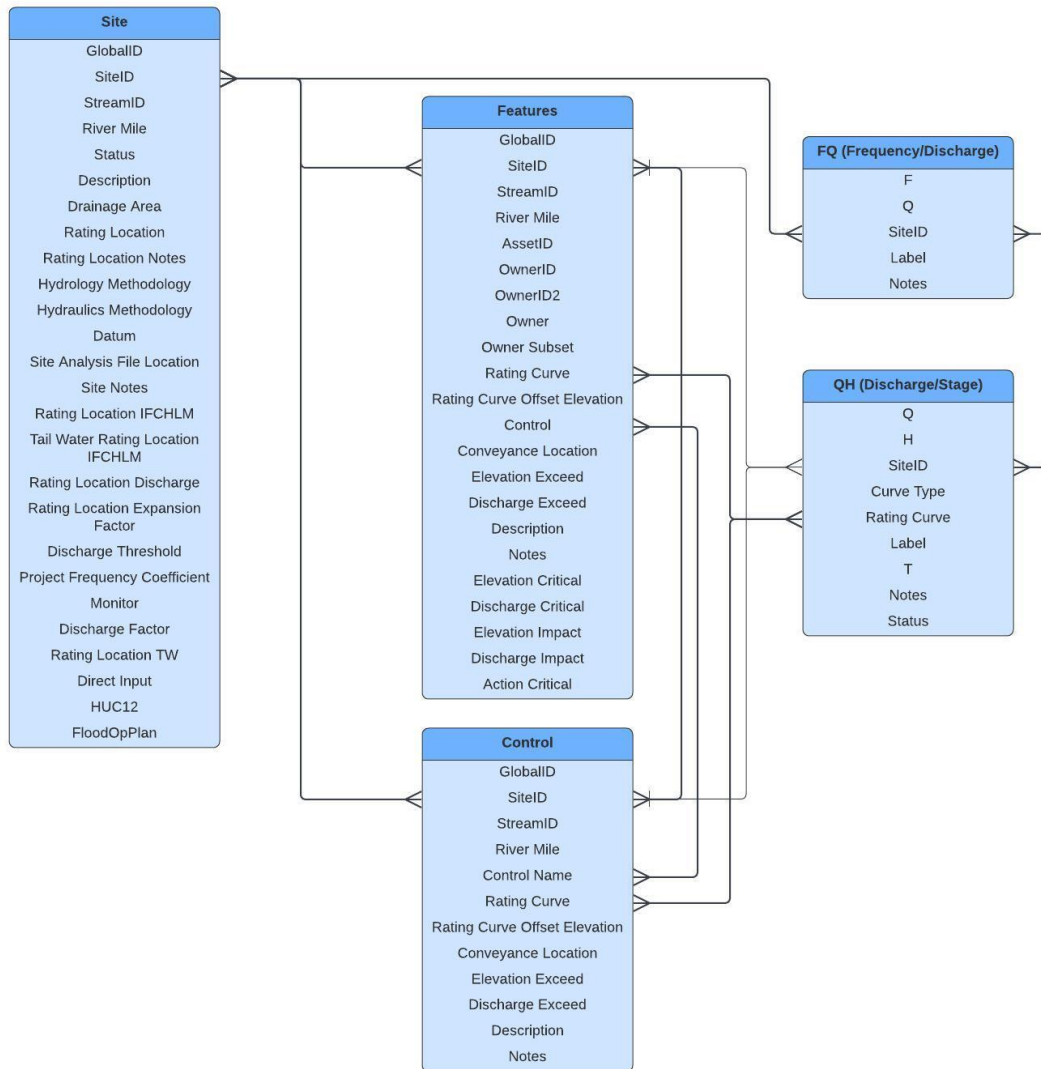 Site
GlobalID
SiteID
StreamID
River Mile
Status
Description
Drainage Area
Rating Location
Rating Location Notes
Hydrology Methodology
Hydraulics Methodology
Datum
Site Analysis File Location
Site Notes
Rating Location IFCHLM
Tail Water Rating Location
IFCHLM
Rating Location Discharge
Rating Location Expansion
Factor
Discharge Threshold
Project Frequency Coefficient
Monitor
Discharge Factor
Rating Location TW
Direct Input
HUC12
FloodOpPlan
Features
GlobalID
SiteID
StreamID
River Mile
AssetID
OwnerID
OwnerID2
Owner
Owner Subset
Rating Curve
Rating Curve Offset Elevation
Control
Conveyance Location
Elevation Exceed
Discharge Exceed
Description
Notes
Elevation Critical
Discharge Critical
Elevation Impact
Discharge Impact
Action Critical
Control
GlobalID
SiteID
StreamID
River Mile
Control Name
Rating Curve
Rating Curve Offset Elevation
Conveyance Location
Elevation Exceed
Discharge Exceed
Description
Notes
FQ (Frequency/Discharge)
F
Q
SiteID
Label
Notes
QH (Discharge/Stage)
Q
H
SiteID
Curve Type
Rating Curve
Label
T
Notes
Status